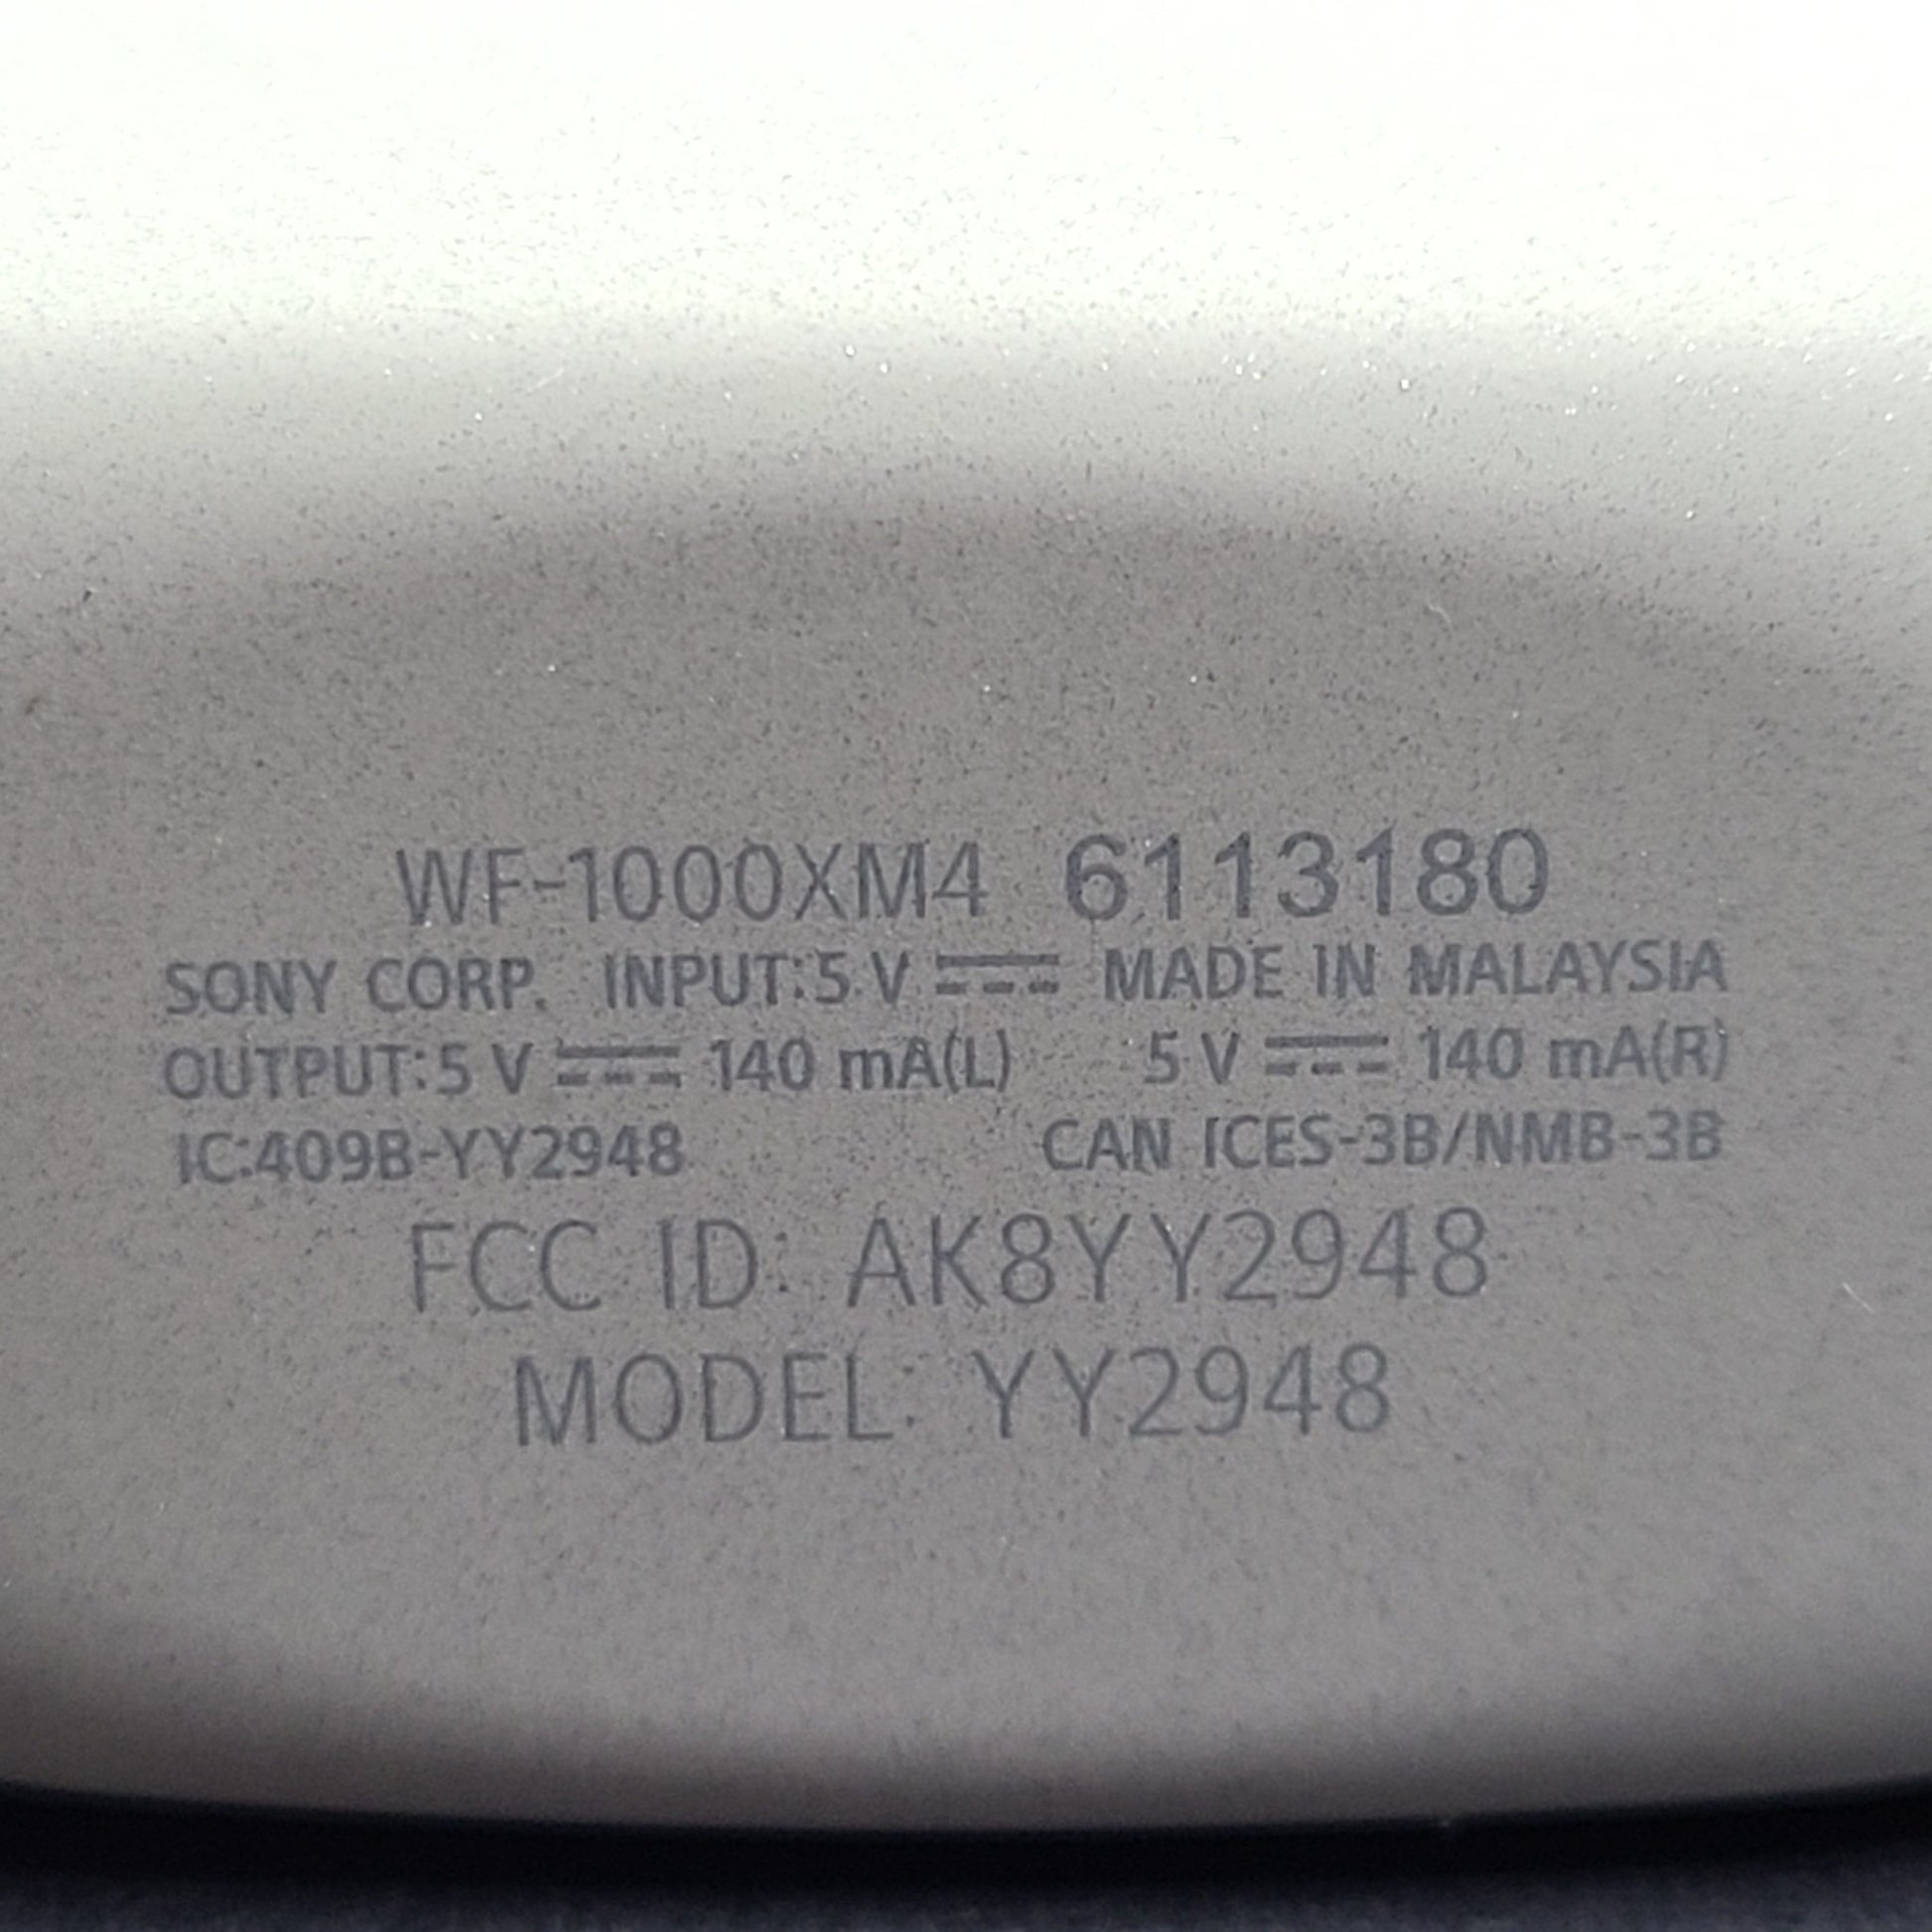 WF-1000XM4 6113180
SONY CORP. INPUT:5 V ⎓ MADE IN MALAYSIA
OUTPUT:5 V ⎓ 140 mA(L) 5 V ⎓ 140 mA(R)
IC:409B-YY2948 CAN ICES-3B/NMB-3B
FCC ID: AK8YY2948
MODEL: YY2948